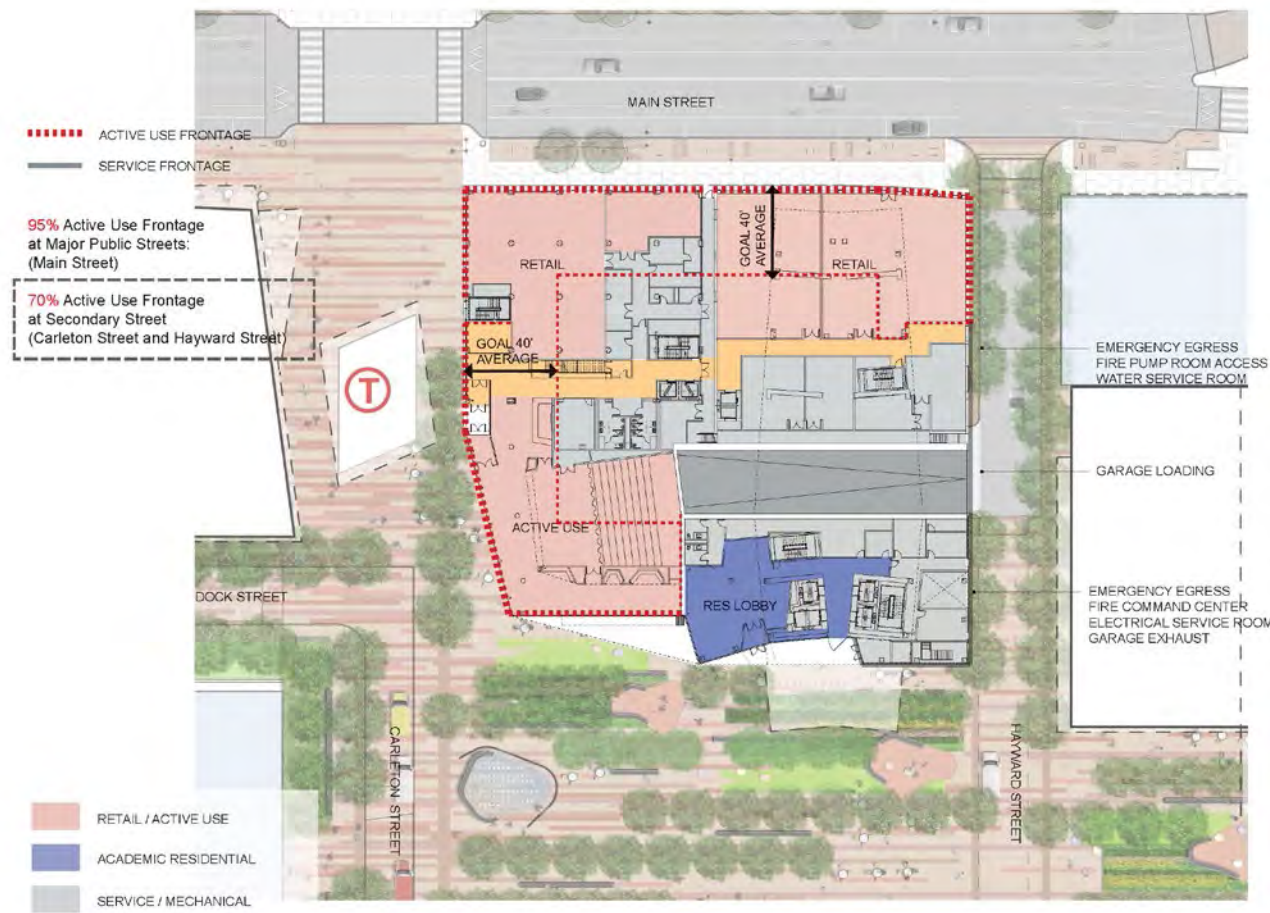 MAIN STREET
ACTIVE USE FRONTAGE
SERVICE FRONTAGE
95% Active Use Frontage
at Major Public Streets:
(Main Street)
70% Active Use Frontage
at Secondary Street
(Carleton Street and Hayward Street)
T
RETAIL
GOAL 40'
AVERAGE
RETAIL
GOAL 40'
AVERAGE
EMERGENCY EGRESS
FIRE PUMP ROOM ACCESS
WATER SERVICE ROOM
GARAGE LOADING
ACTIVE USE
RES LOBBY
DOCK STREET
EMERGENCY EGRESS
FIRE COMMAND CENTER
ELECTRICAL SERVICE ROOM
GARAGE EXHAUST
CARLETON STREET
HAYWARD STREET
RETAIL / ACTIVE USE
ACADEMIC RESIDENTIAL
SERVICE / MECHANICAL